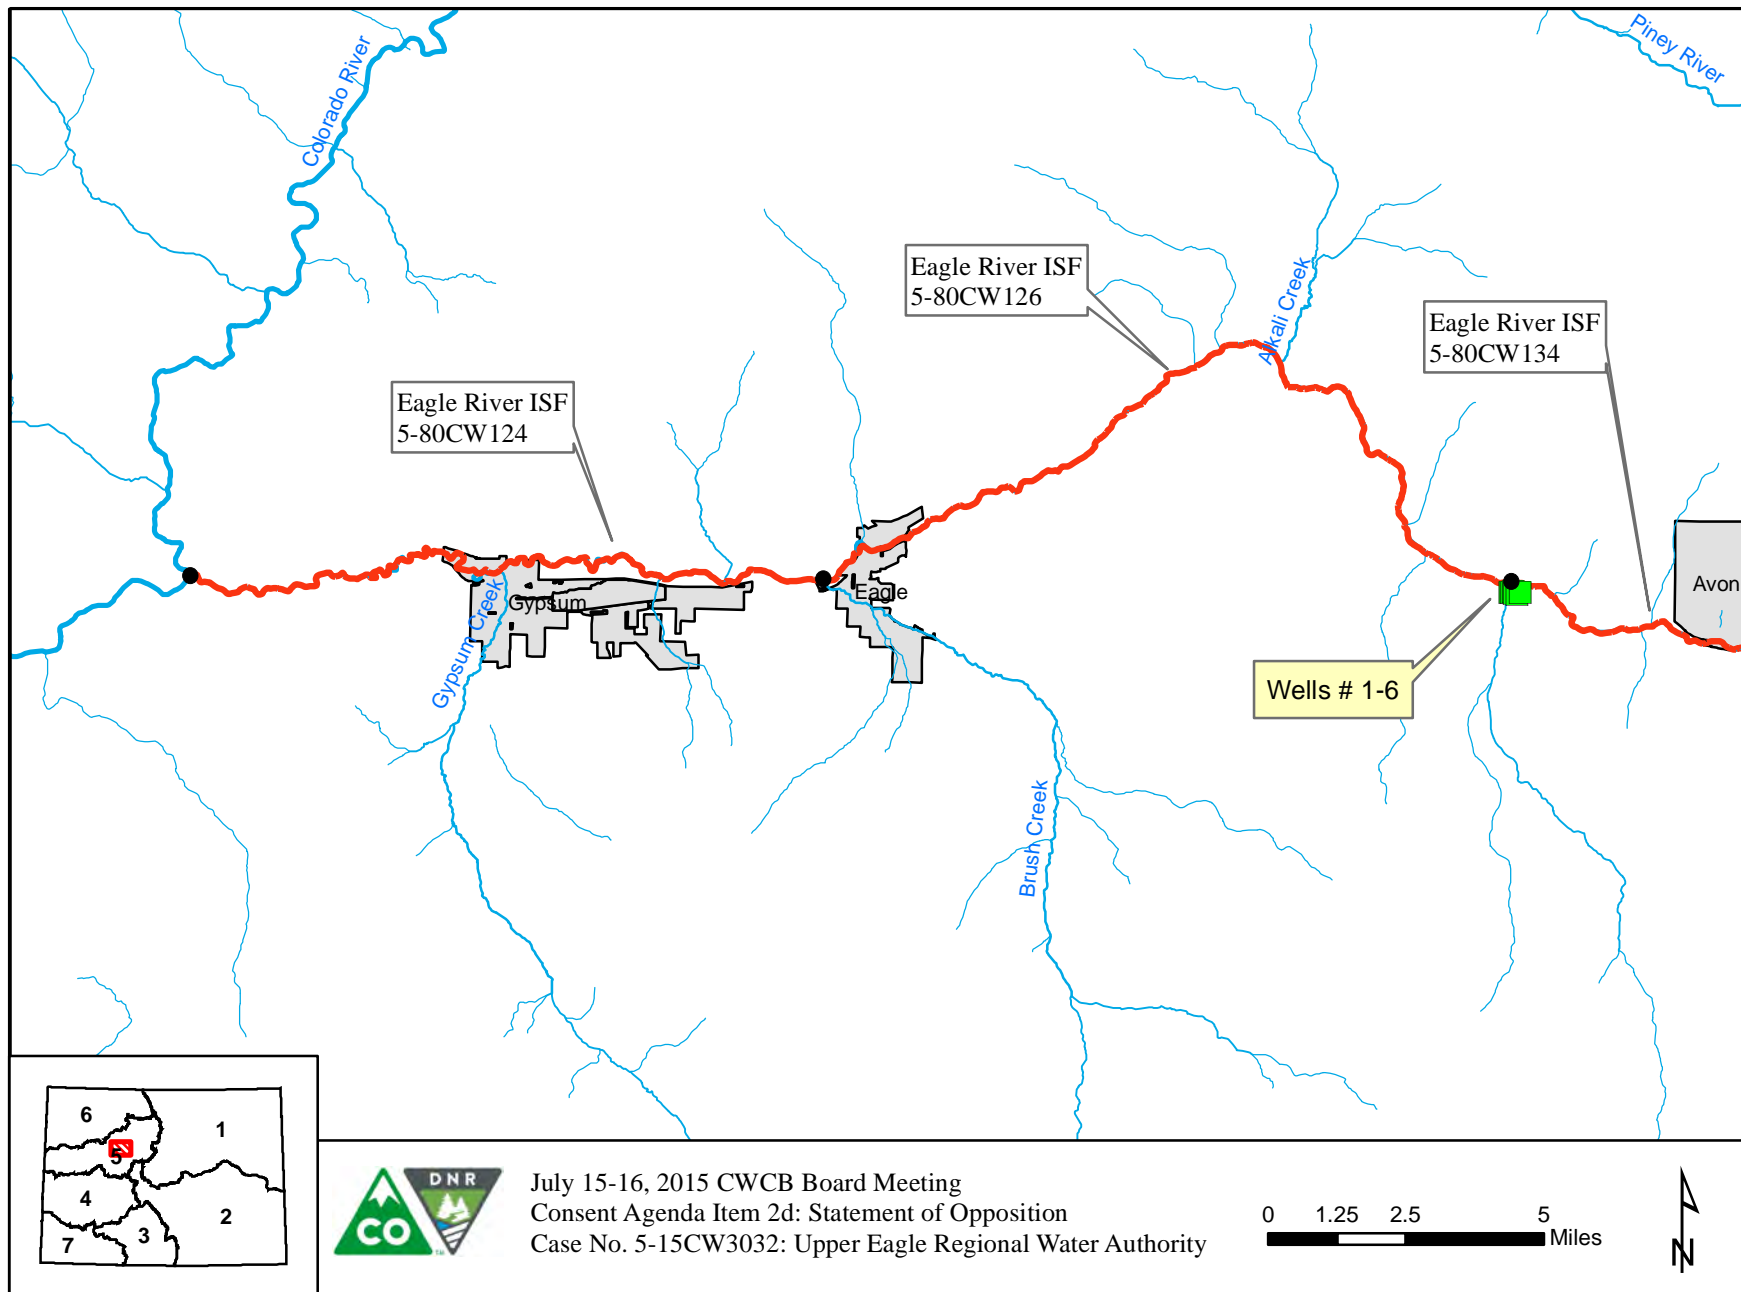 Piney River
Colorado River
Eagle River ISF
5-80CW126
Alkali Creek
Eagle River ISF
5-80CW134
Eagle River ISF
5-80CW124
Avon
Gypsum
Eagle
Gypsum Creek
Wells # 1-6
Brush Creek
6
1
5
4
2
3
7
CO
TM
DNR
July 15-16, 2015 CWCB Board Meeting
Consent Agenda Item 2d: Statement of Opposition
Case No. 5-15CW3032: Upper Eagle Regional Water Authority
0 1.25 2.5 5
Miles
N